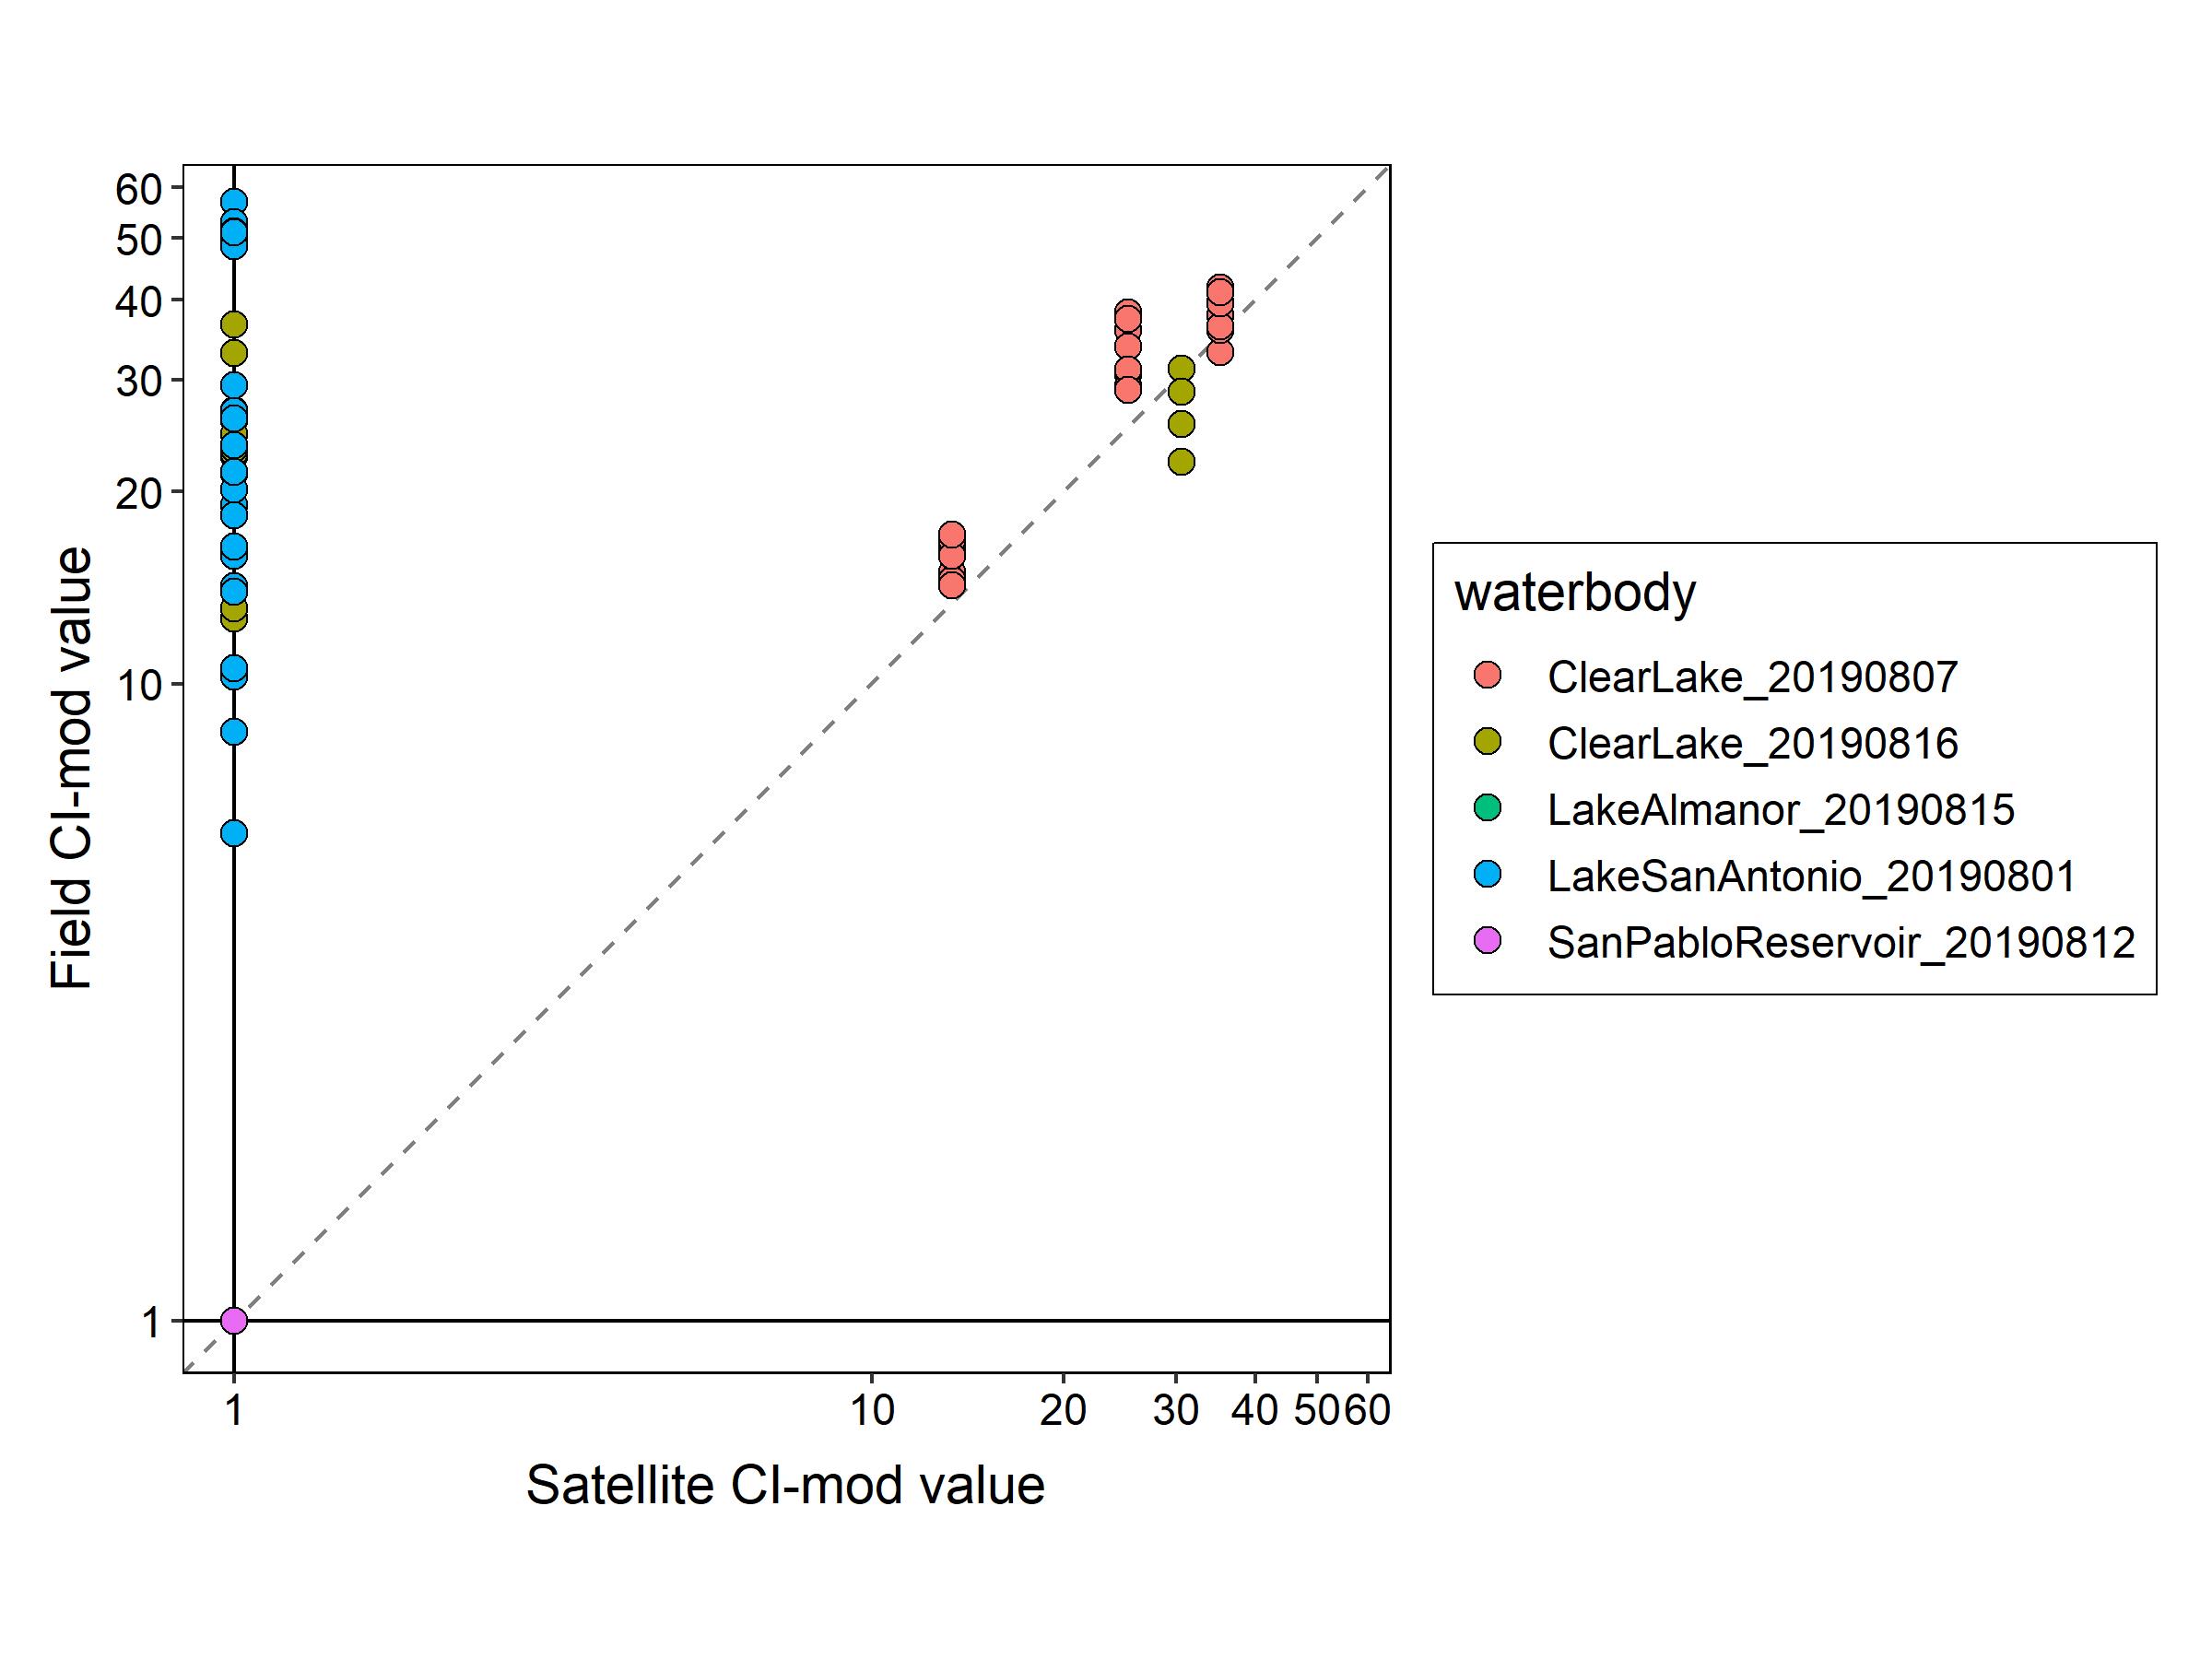 60
50
40
30
20
10
1
Field CI-mod value
1 10 20 30 40 50 60
Satellite CI-mod value
waterbody
ClearLake_20190807
ClearLake_20190816
LakeAlmanor_20190815
LakeSanAntonio_20190801
SanPabloReservoir_20190812